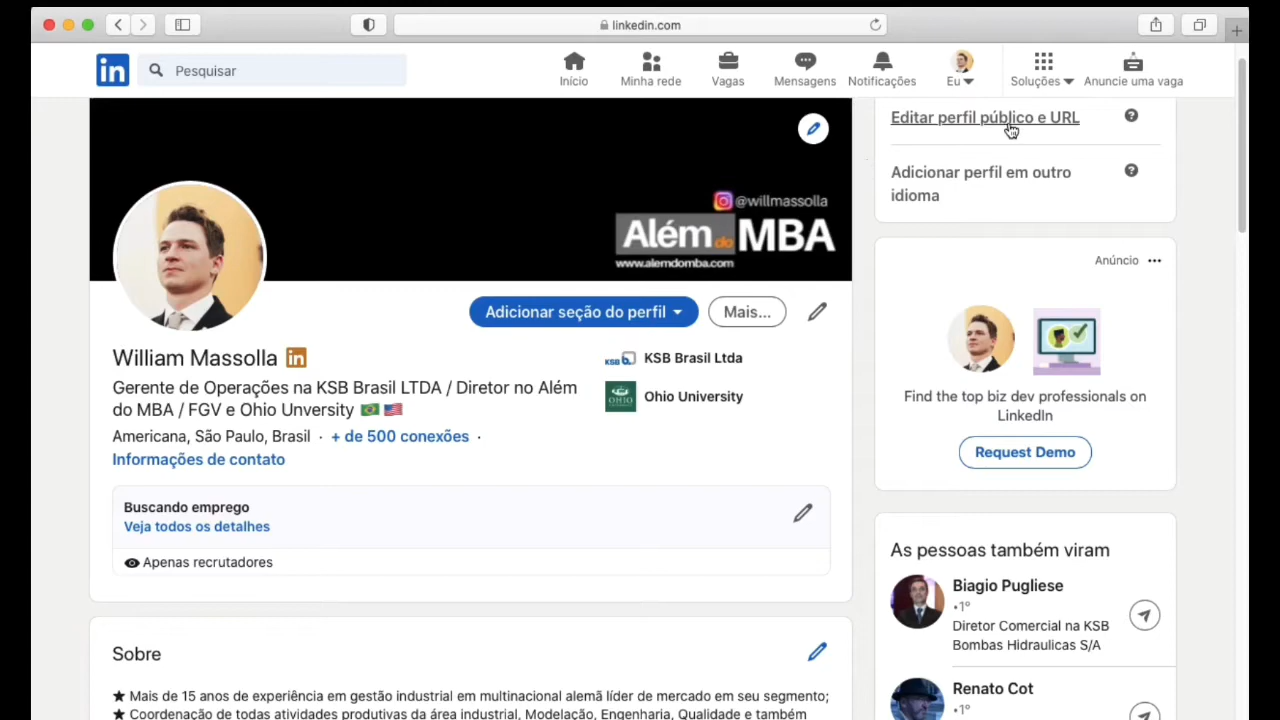 linkedin.com
in
Pesquisar
Início
Minha rede
Vagas
Mensagens
Notificações
Eu
Soluções
Anuncie uma vaga
@willmassolla
Além do MBA
www.alemdomba.com
Adicionar seção do perfil
Mais...
William Massolla in
Gerente de Operações na KSB Brasil LTDA / Diretor no Além
do MBA / FGV e Ohio Unversity
Americana, São Paulo, Brasil · + de 500 conexões ·
Informações de contato
KSB KSB Brasil Ltda
OHIO Ohio University
Buscando emprego
Veja todos os detalhes
Apenas recrutadores
Sobre
★ Mais de 15 anos de experiência em gestão industrial em multinacional alemã líder de mercado em seu segmento;
★ Coordenação de todas atividades produtivas da área industrial, Modelação, Engenharia, Qualidade e também
Editar perfil público e URL ?
Adicionar perfil em outro ?
idioma
Anúncio ...
Find the top biz dev professionals on
LinkedIn
Request Demo
As pessoas também viram
Biagio Pugliese
• 1º
Diretor Comercial na KSB
Bombas Hidraulicas S/A
Renato Cot
• 1º